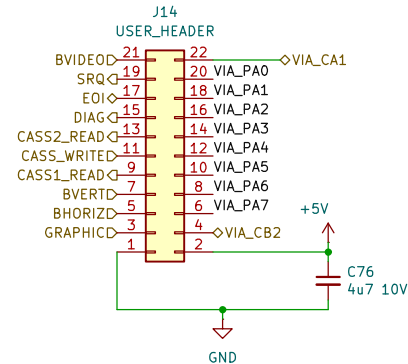 J14
USER_HEADER
BVIDEO 21 22 VIA_CA1
SRQ 19 20 VIA_PA0
EOI 17 18 VIA_PA1
DIAG 15 16 VIA_PA2
CASS2_READ 13 14 VIA_PA3
CASS_WRITE 11 12 VIA_PA4
CASS1_READ 9 10 VIA_PA5
BVERT 7 8 VIA_PA6
BHORIZ 5 6 VIA_PA7
GRAPHIC 3 4 VIA_CB2
1 2
+5V
C76
4u7 10V
GND